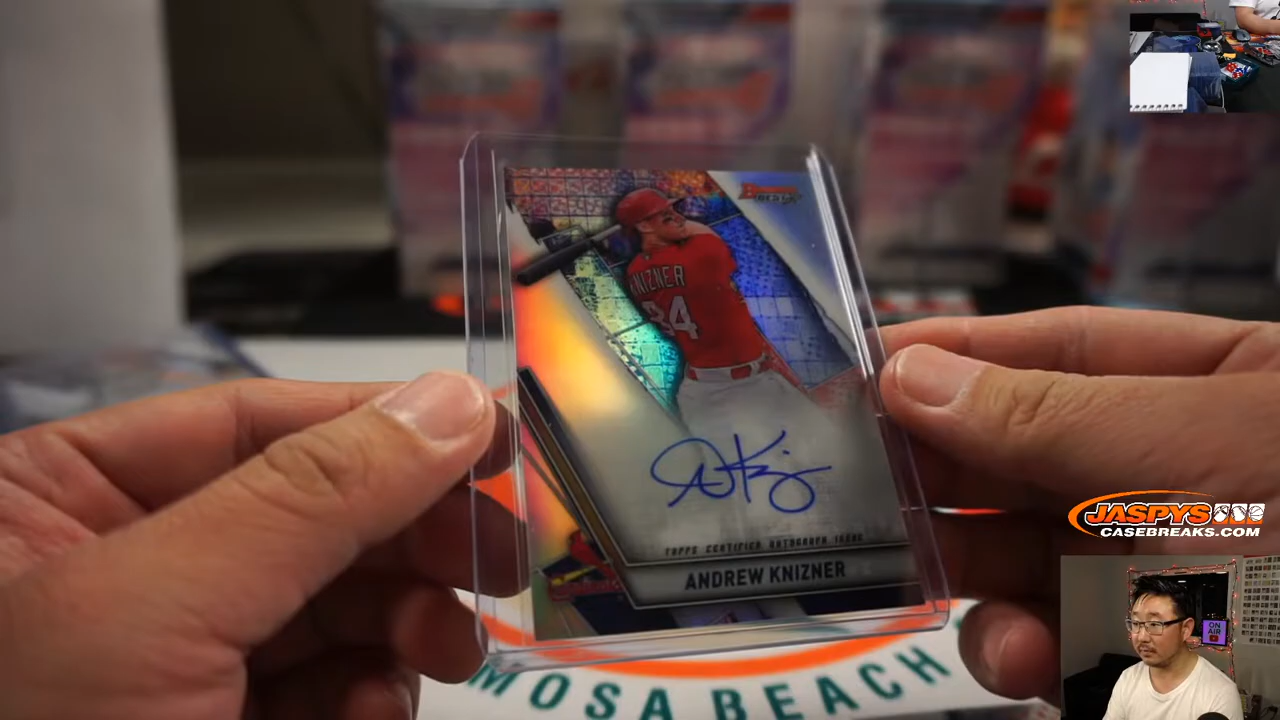 Bowman
BEST
KNIZNER
34
TOPPS CERTIFIED AUTOGRAPH ISSUE
ANDREW KNIZNER
MOSA BEACH
JASPYS
CASEBREAKS.COM
ON
AIR